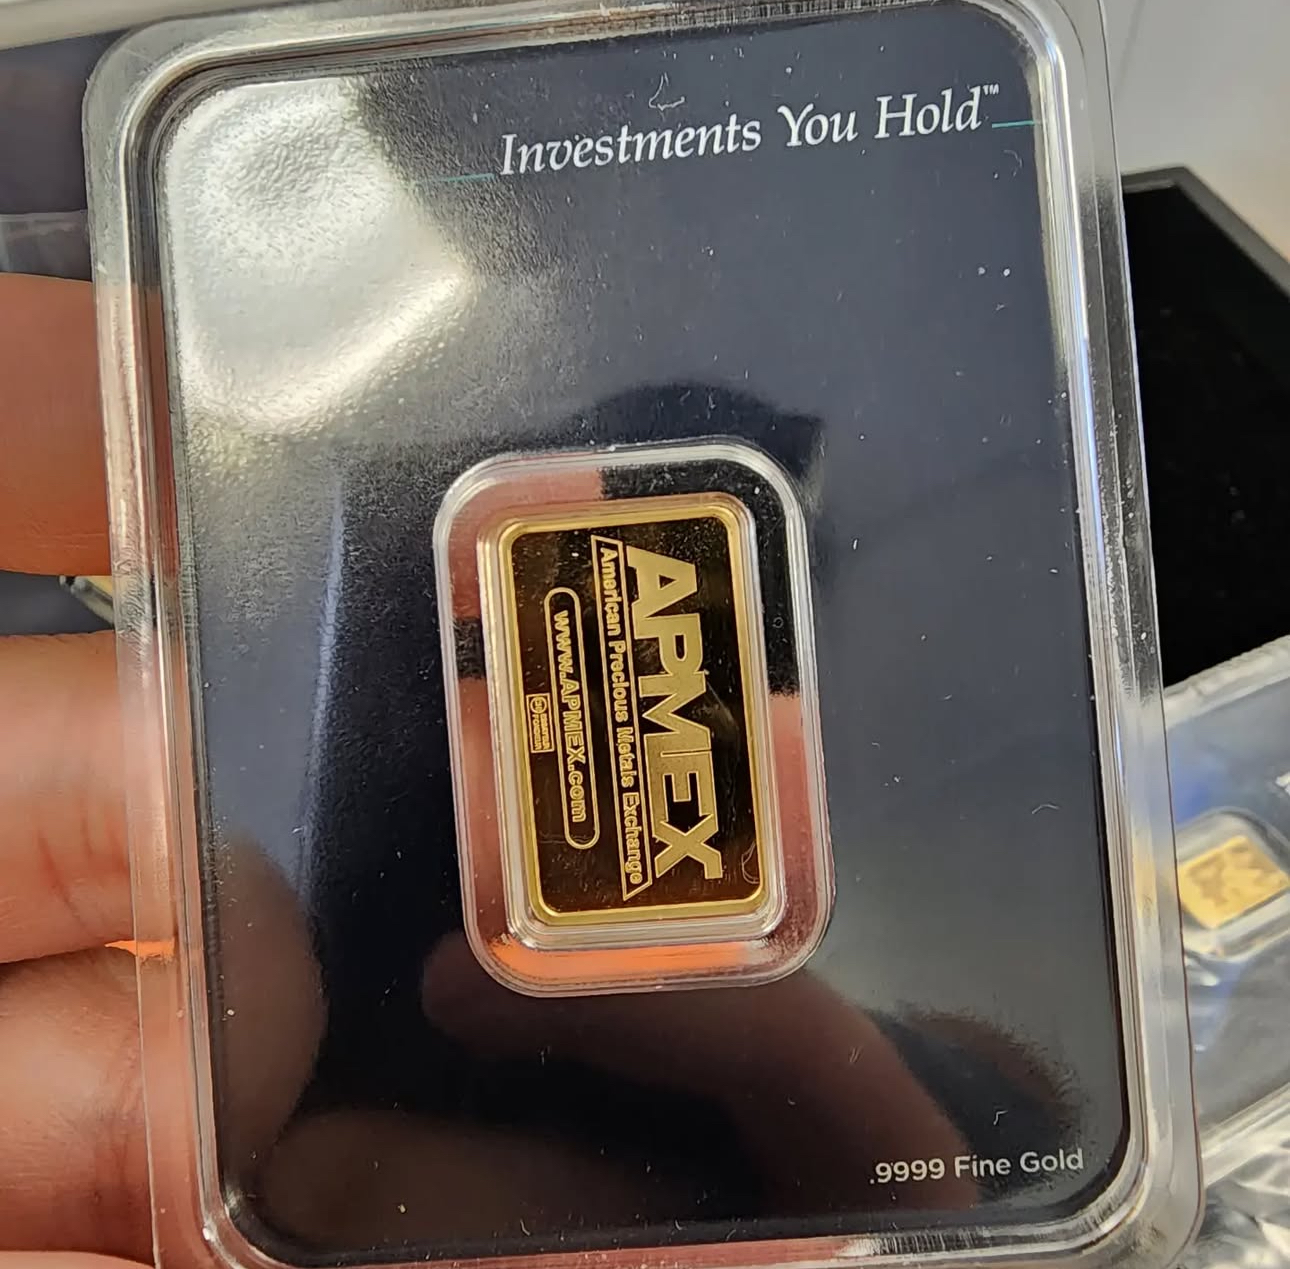 Investments You Hold™
APMEX
American Precious Metals Exchange
www.APMEX.com
.9999 Fine Gold